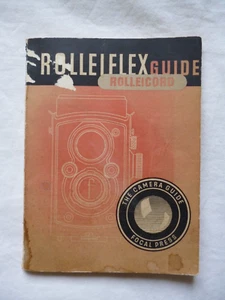 ROLLEIFLEX GUIDE
ROLLEICORD
THE CAMERA GUIDE
FOCAL PRESS